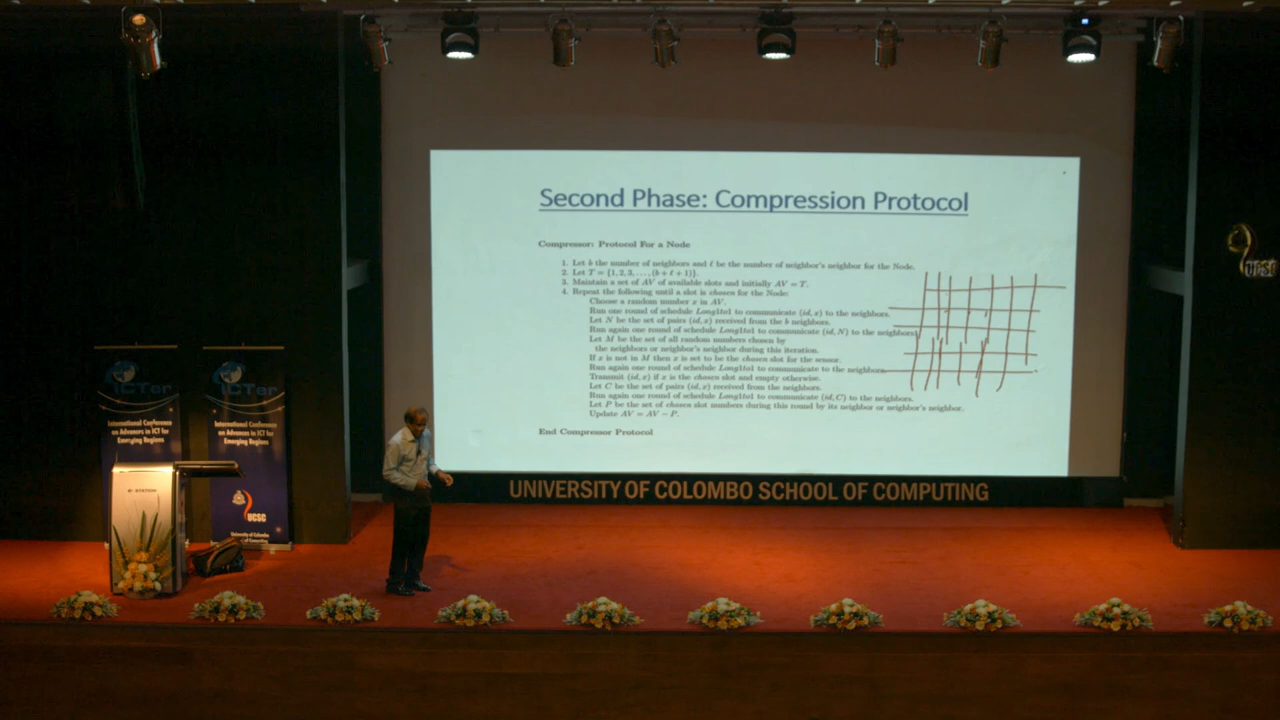 Second Phase: Compression Protocol
Compressor: Protocol For a Node
1. Let b the number of neighbors and ℓ be the number of neighbor's neighbor for the Node.
2. Let T = {1, 2, 3, . . . , (b + ℓ + 1)}.
3. Maintain a set of AV of available slots and initially AV = T.
4. Repeat the following until a slot is chosen for the Node:
Choose a random number x in AV.
Run one round of schedule Long1to1 to communicate (id, x) to the neighbors.
Let N be the set of pairs (id, x) received from the b neighbors.
Run again one round of schedule Long1to1 to communicate (id, N) to the neighbors.
Let M be the set of all random numbers chosen by
the neighbors or neighbor's neighbor during this iteration.
If x is not in M then x is set to be the chosen slot for the sensor.
Run again one round of schedule Long1to1 to communicate to the neighbors.
Transmit (id, x) if x is the chosen slot and empty otherwise.
Let C be the set of pairs (id, x) received from the neighbors.
Run again one round of schedule Long1to1 to communicate (id, C) to the neighbors.
Let P be the set of chosen slot numbers during this round by its neighbor or neighbor's neighbor.
Update AV = AV − P.
End Compressor Protocol
UNIVERSITY OF COLOMBO SCHOOL OF COMPUTING
ICTer
International Conference
on Advances in ICT for
Emerging Regions
ICTer
International Conference
on Advances in ICT for
Emerging Regions
UCSC
University of Colombo
of Computing
UCSC